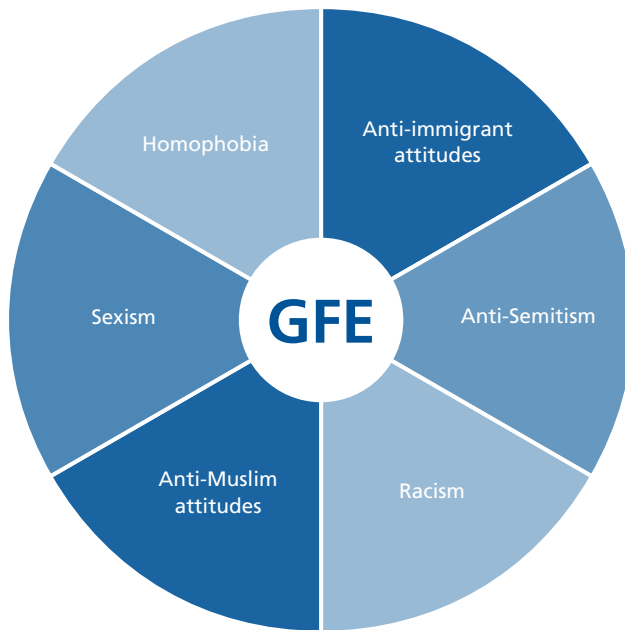 Homophobia
Anti-immigrant
attitudes
Sexism
GFE
Anti-Semitism
Anti-Muslim
attitudes
Racism